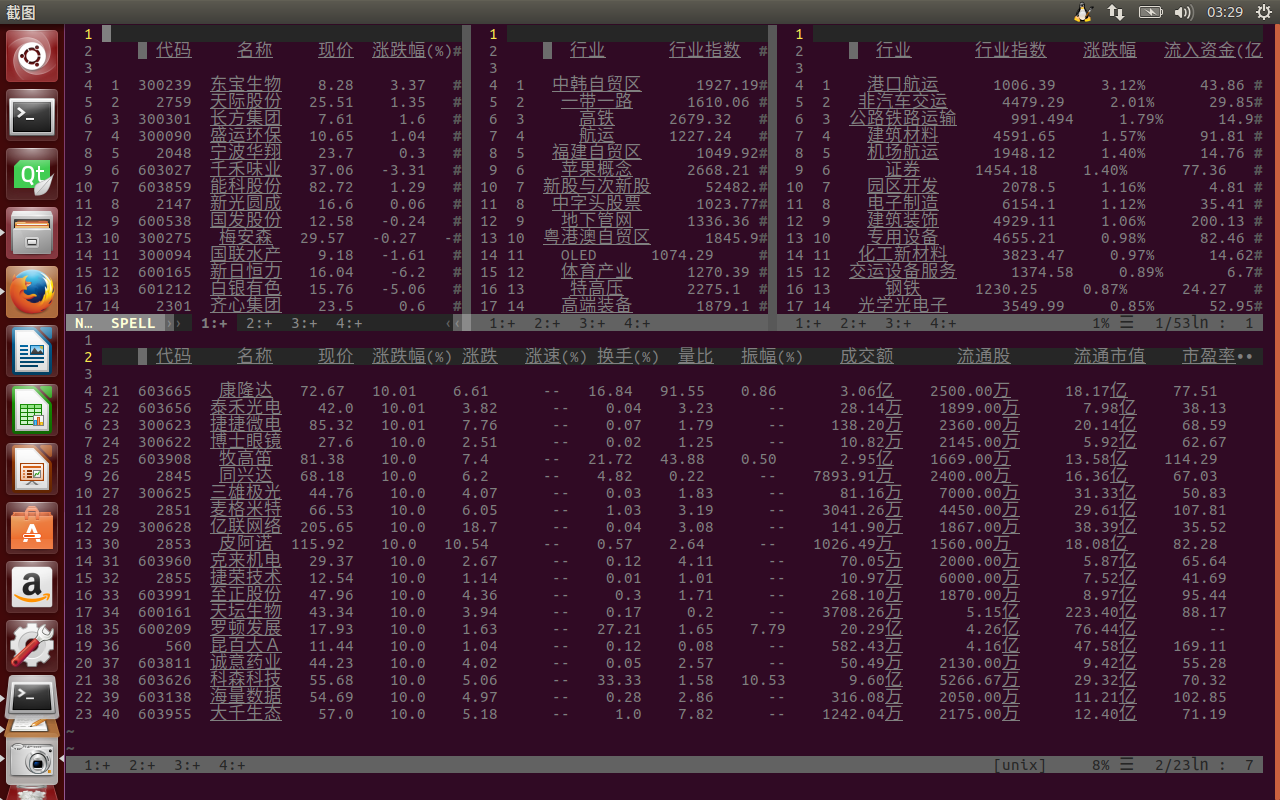 截图 03:29
1
2 代码 名称 现价 涨跌幅(%)#
3
4 1 300239 东宝生物 8.28 3.37 #
5 2 2759 天际股份 25.51 1.35 #
6 3 300301 长方集团 7.61 1.6 #
7 4 300090 盛运环保 10.65 1.04 #
8 5 2048 宁波华翔 23.7 0.3 #
9 6 603027 千禾味业 37.06 -3.31 #
10 7 603859 能科股份 82.72 1.29 #
11 8 2147 新光圆成 16.6 0.06 #
12 9 600538 国发股份 12.58 -0.24 #
13 10 300275 梅安森 29.57 -0.27 -#
14 11 300094 国联水产 9.18 -1.61 #
15 12 600165 新日恒力 16.04 -6.2 #
16 13 601212 白银有色 15.76 -5.06 #
17 14 2301 齐心集团 23.5 0.6 #
N… SPELL 1:+ 2:+ 3:+ 4:+
1
2 行业 行业指数 #
3
4 1 中韩自贸区 1927.19#
5 2 一带一路 1610.06 #
6 3 高铁 2679.32 #
7 4 航运 1227.24 #
8 5 福建自贸区 1049.92#
9 6 苹果概念 2668.21 #
10 7 新股与次新股 52482.#
11 8 中字头股票 1023.77#
12 9 地下管网 1336.36 #
13 10 粤港澳自贸区 1845.9#
14 11 OLED 1074.29 #
15 12 体育产业 1270.39 #
16 13 特高压 2275.1 #
17 14 高端装备 1879.1 #
1:+ 2:+ 3:+ 4:+
1
2 行业 行业指数 涨跌幅 流入资金(亿
3
4 1 港口航运 1006.39 3.12% 43.86 #
5 2 非汽车交运 4479.29 2.01% 29.85#
6 3 公路铁路运输 991.494 1.79% 14.9#
7 4 建筑材料 4591.65 1.57% 91.81 #
8 5 机场航运 1948.12 1.40% 14.76 #
9 6 证券 1454.18 1.40% 77.36 #
10 7 园区开发 2078.5 1.16% 4.81 #
11 8 电子制造 6154.1 1.12% 35.41 #
12 9 建筑装饰 4929.11 1.06% 200.13 #
13 10 专用设备 4655.21 0.98% 82.46 #
14 11 化工新材料 3823.47 0.97% 14.62#
15 12 交运设备服务 1374.58 0.89% 6.7#
16 13 钢铁 1230.25 0.87% 24.27 #
17 14 光学光电子 3549.99 0.85% 52.95#
1:+ 2:+ 3:+ 4:+ 1% ☰ 1/53㏑ : 1
1
2 代码 名称 现价 涨跌幅(%) 涨跌 涨速(%) 换手(%) 量比 振幅(%) 成交额 流通股 流通市值 市盈率••
3
4 21 603665 康隆达 72.67 10.01 6.61 -- 16.84 91.55 0.86 3.06亿 2500.00万 18.17亿 77.51
5 22 603656 泰禾光电 42.0 10.01 3.82 -- 0.04 3.23 -- 28.14万 1899.00万 7.98亿 38.13
6 23 300623 捷捷微电 85.32 10.01 7.76 -- 0.07 1.79 -- 138.20万 2360.00万 20.14亿 68.59
7 24 300622 博士眼镜 27.6 10.0 2.51 -- 0.02 1.25 -- 10.82万 2145.00万 5.92亿 62.67
8 25 603908 牧高笛 81.38 10.0 7.4 -- 21.72 43.88 0.50 2.95亿 1669.00万 13.58亿 114.29
9 26 2845 同兴达 68.18 10.0 6.2 -- 4.82 0.22 -- 7893.91万 2400.00万 16.36亿 67.03
10 27 300625 三雄极光 44.76 10.0 4.07 -- 0.03 1.83 -- 81.16万 7000.00万 31.33亿 50.83
11 28 2851 麦格米特 66.53 10.0 6.05 -- 1.03 3.19 -- 3041.26万 4450.00万 29.61亿 107.81
12 29 300628 亿联网络 205.65 10.0 18.7 -- 0.04 3.08 -- 141.90万 1867.00万 38.39亿 35.52
13 30 2853 皮阿诺 115.92 10.0 10.54 -- 0.57 2.64 -- 1026.49万 1560.00万 18.08亿 82.28
14 31 603960 克来机电 29.37 10.0 2.67 -- 0.12 4.11 -- 70.05万 2000.00万 5.87亿 65.64
15 32 2855 捷荣技术 12.54 10.0 1.14 -- 0.01 1.01 -- 10.97万 6000.00万 7.52亿 41.69
16 33 603991 至正股份 47.96 10.0 4.36 -- 0.3 1.71 -- 268.10万 1870.00万 8.97亿 95.44
17 34 600161 天坛生物 43.34 10.0 3.94 -- 0.17 0.2 -- 3708.26万 5.15亿 223.40亿 88.17
18 35 600209 罗顿发展 17.93 10.0 1.63 -- 27.21 1.65 7.79 20.29亿 4.26亿 76.44亿 --
19 36 560 昆百大A 11.44 10.0 1.04 -- 0.12 0.08 -- 582.43万 4.16亿 47.58亿 169.11
20 37 603811 诚意药业 44.23 10.0 4.02 -- 0.05 2.57 -- 50.49万 2130.00万 9.42亿 55.28
21 38 603626 科森科技 55.68 10.0 5.06 -- 33.33 1.58 10.53 9.60亿 5266.67万 29.32亿 70.32
22 39 603138 海量数据 54.69 10.0 4.97 -- 0.28 2.86 -- 316.08万 2050.00万 11.21亿 102.85
23 40 603955 大千生态 57.0 10.0 5.18 -- 1.0 7.82 -- 1242.04万 2175.00万 12.40亿 71.19
~
~
1:+ 2:+ 3:+ 4:+ [unix] 8% ☰ 2/23㏑ : 7